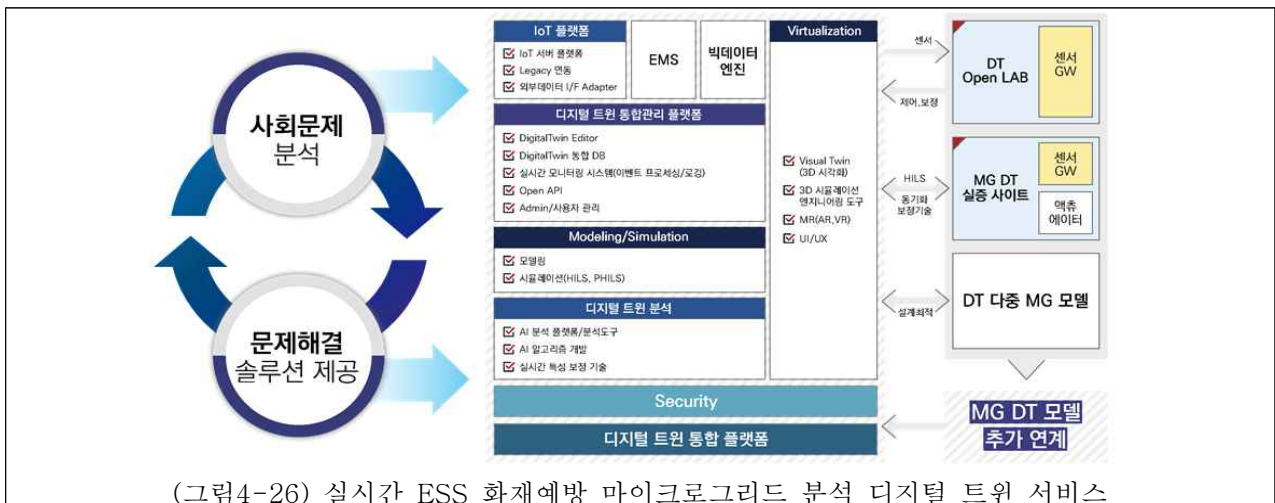 사회문제
분석
문제해결
솔루션 제공
IoT 플랫폼
IoT 서버 플랫폼
Legacy 연동
외부데이터 I/F Adapter
EMS
빅데이터
엔진
디지털 트윈 통합관리 플랫폼
DigitalTwin Editor
DigitalTwin 통합 DB
실시간 모니터링 시스템(이벤트 프로세싱/로깅)
Open API
Admin/사용자 관리
Modeling/Simulation
모델링
시뮬레이션(HILS, PHILS)
디지털 트윈 분석
AI 분석 플랫폼/분석도구
AI 알고리즘 개발
실시간 특성 보정 기술
Virtualization
Visual Twin
(3D 시각화)
3D 시뮬레이션
엔지니어링 도구
MR(AR,VR)
UI/UX
Security
디지털 트윈 통합 플랫폼
센서
제어,보정
HILS
동기화
보정기술
설계최적
DT
Open LAB
센서
GW
MG DT
실증 사이트
센서
GW
액츄
에이터
DT 다중 MG 모델
MG DT 모델
추가 연계
(그림4-26) 실시간 ESS 화재예방 마이크로그리드 분석 디지털 트윈 서비스